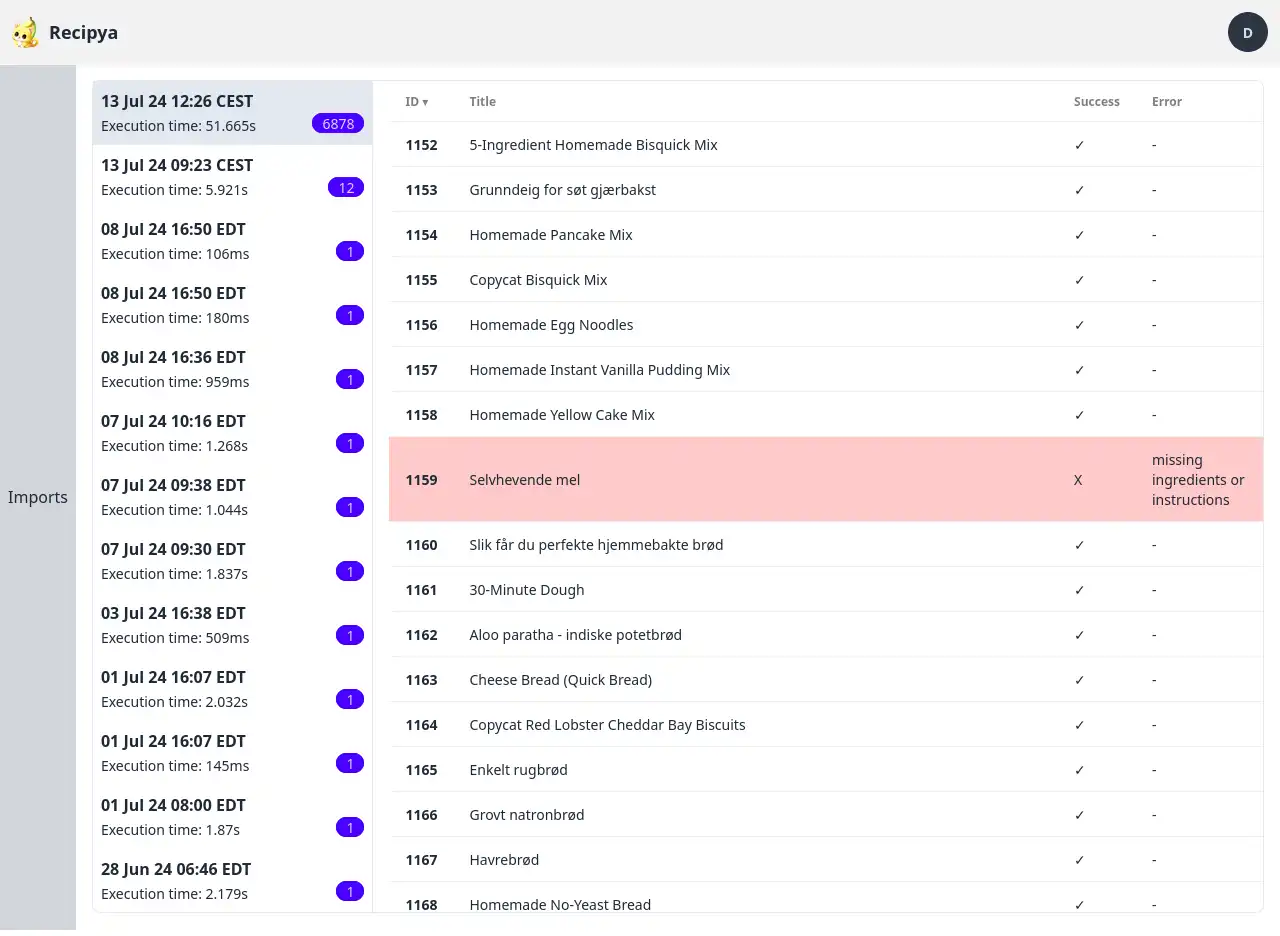 Recipya
D
Imports
13 Jul 24 12:26 CEST
Execution time: 51.665s
6878
13 Jul 24 09:23 CEST
Execution time: 5.921s
12
08 Jul 24 16:50 EDT
Execution time: 106ms
1
08 Jul 24 16:50 EDT
Execution time: 180ms
1
08 Jul 24 16:36 EDT
Execution time: 959ms
1
07 Jul 24 10:16 EDT
Execution time: 1.268s
1
07 Jul 24 09:38 EDT
Execution time: 1.044s
1
07 Jul 24 09:30 EDT
Execution time: 1.837s
1
03 Jul 24 16:38 EDT
Execution time: 509ms
1
01 Jul 24 16:07 EDT
Execution time: 2.032s
1
01 Jul 24 16:07 EDT
Execution time: 145ms
1
01 Jul 24 08:00 EDT
Execution time: 1.87s
1
28 Jun 24 06:46 EDT
Execution time: 2.179s
1
ID ▾ Title Success Error
1152 5-Ingredient Homemade Bisquick Mix ✓ -
1153 Grunndeig for søt gjærbakst ✓ -
1154 Homemade Pancake Mix ✓ -
1155 Copycat Bisquick Mix ✓ -
1156 Homemade Egg Noodles ✓ -
1157 Homemade Instant Vanilla Pudding Mix ✓ -
1158 Homemade Yellow Cake Mix ✓ -
1159 Selvhevende mel X missing
ingredients or
instructions
1160 Slik får du perfekte hjemmebakte brød ✓ -
1161 30-Minute Dough ✓ -
1162 Aloo paratha - indiske potetbrød ✓ -
1163 Cheese Bread (Quick Bread) ✓ -
1164 Copycat Red Lobster Cheddar Bay Biscuits ✓ -
1165 Enkelt rugbrød ✓ -
1166 Grovt natronbrød ✓ -
1167 Havrebrød ✓ -
1168 Homemade No-Yeast Bread ✓ -